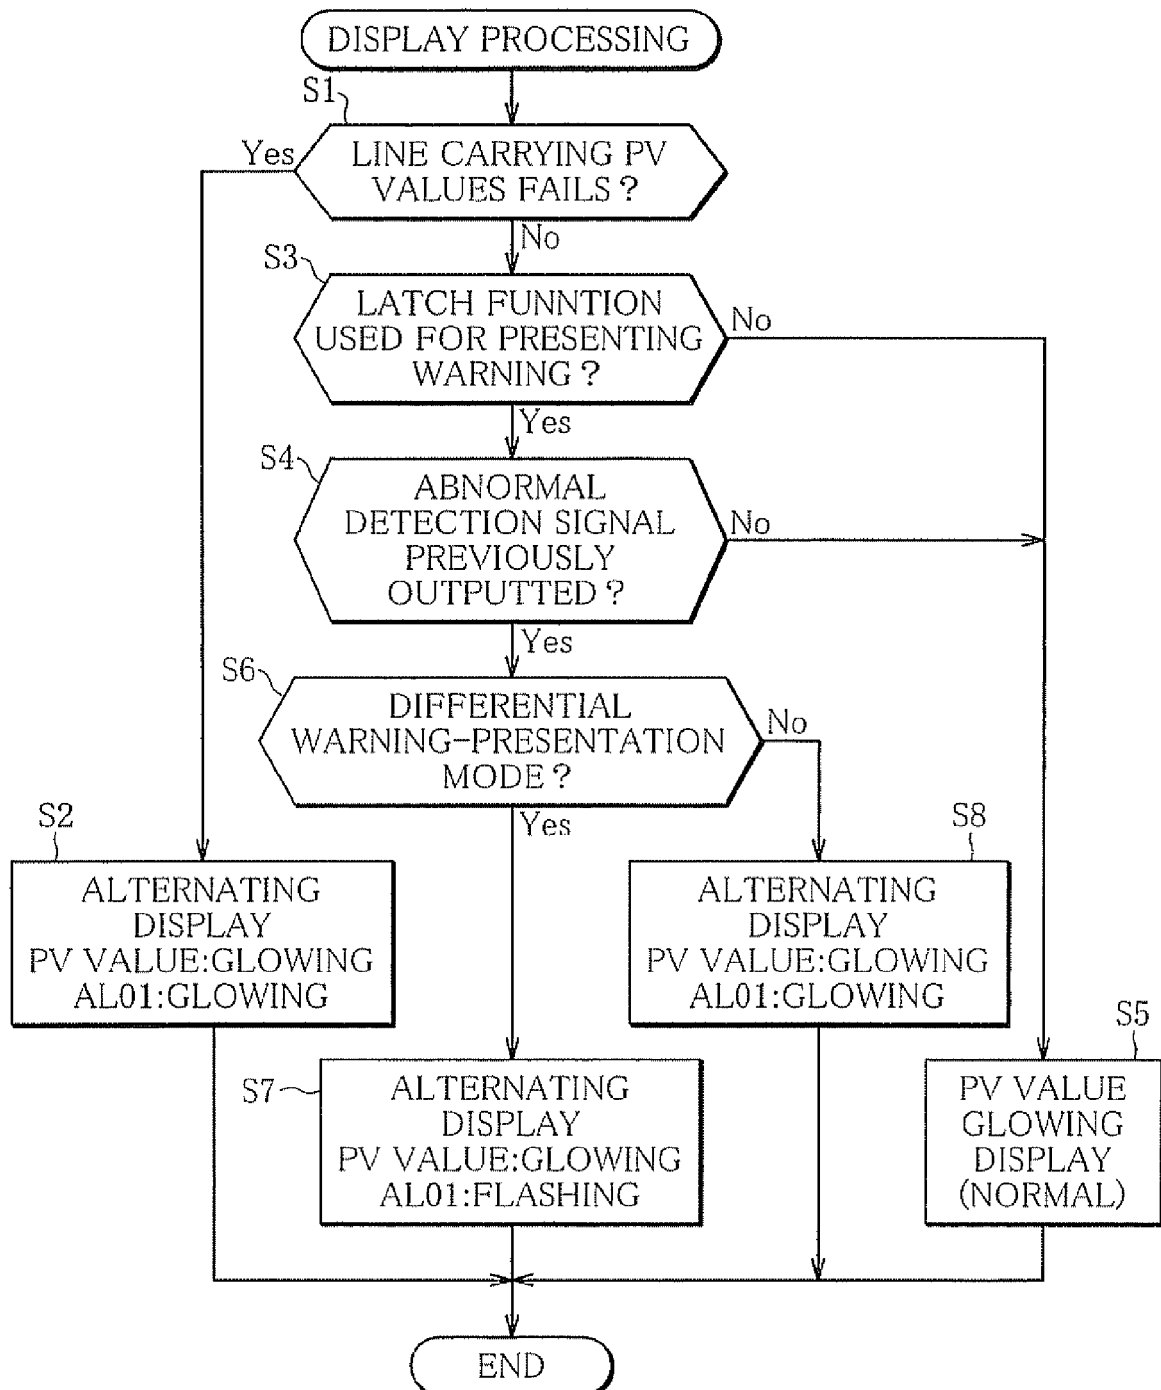 DISPLAY PROCESSING
S1
Yes
LINE CARRYING PV
VALUES FAILS?
No
S3
LATCH FUNNTION
USED FOR PRESENTING
WARNING?
No
Yes
S4
ABNORMAL
DETECTION SIGNAL
PREVIOUSLY
OUTPUTTED?
No
Yes
S6
DIFFERENTIAL
WARNING-PRESENTATION
MODE?
No
Yes
S2
ALTERNATING
DISPLAY
PV VALUE:GLOWING
AL01:GLOWING
S8
ALTERNATING
DISPLAY
PV VALUE:GLOWING
AL01:GLOWING
S7
ALTERNATING
DISPLAY
PV VALUE:GLOWING
AL01:FLASHING
S5
PV VALUE
GLOWING
DISPLAY
(NORMAL)
END